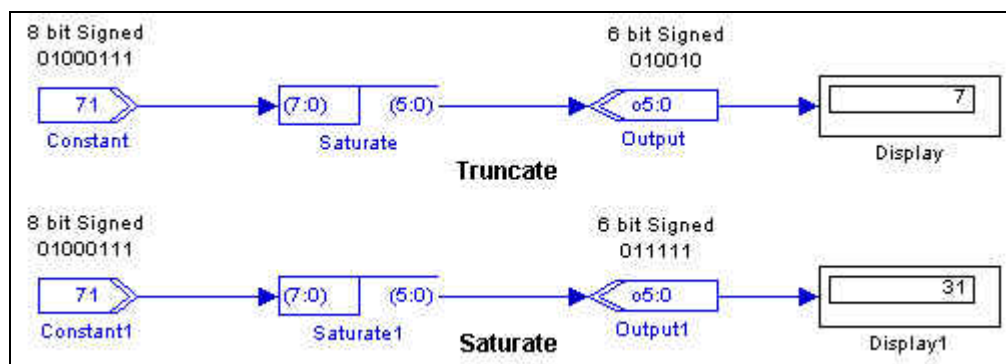 8 bit Signed
01000111
6 bit Signed
010010
71
(7:0)
(5:0)
o5:0
7
Constant
Saturate
Output
Display
Truncate
8 bit Signed
01000111
6 bit Signed
011111
71
(7:0)
(5:0)
o5:0
31
Constant1
Saturate1
Output1
Display1
Saturate